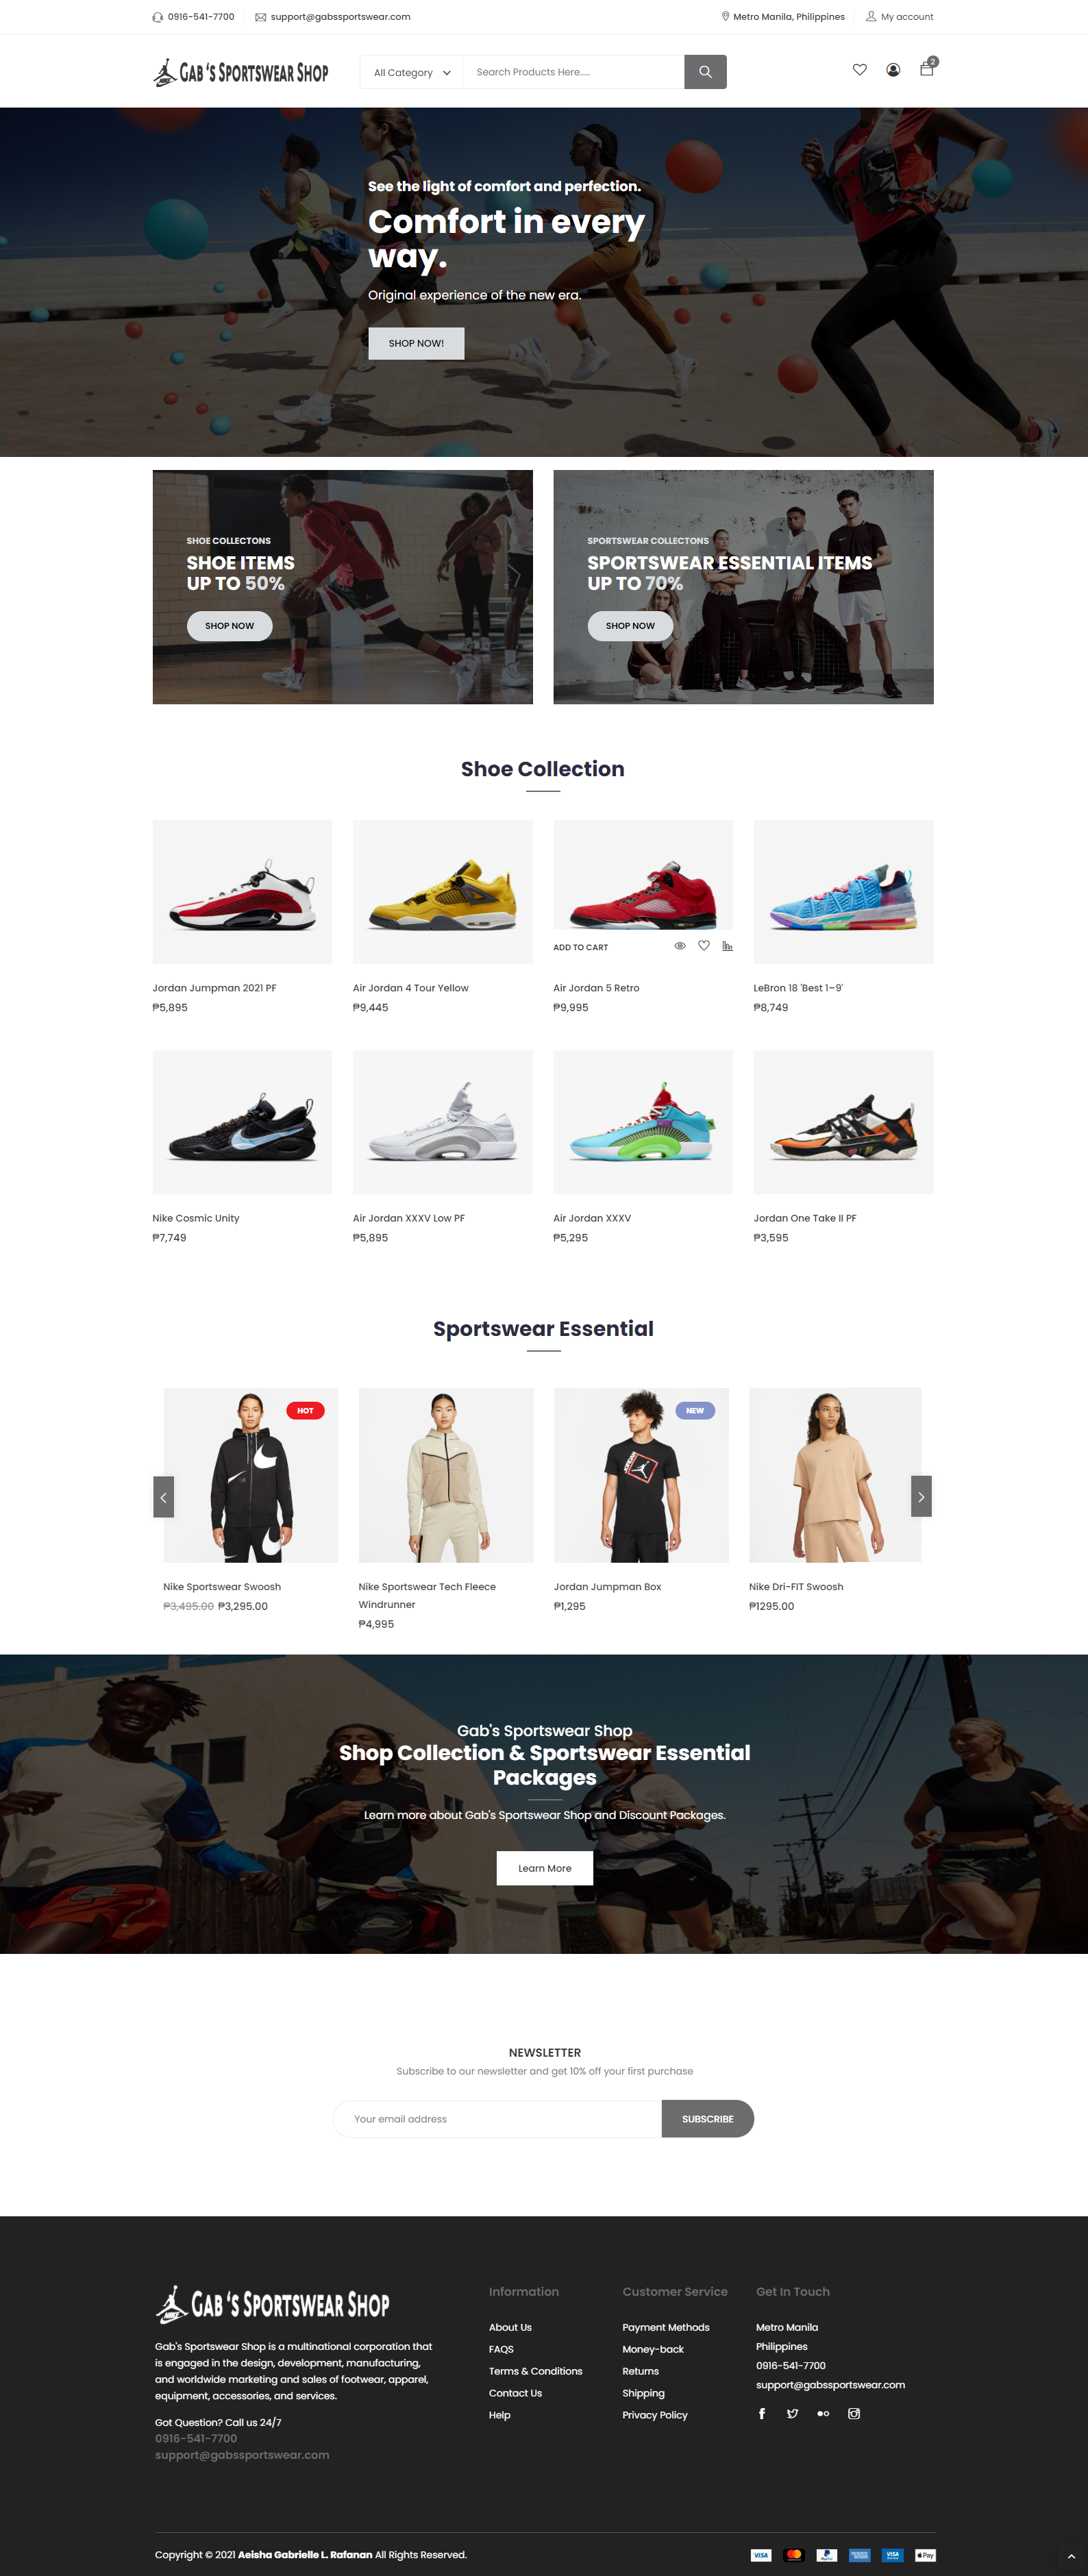 0916-541-7700
support@gabssportswear.com
Metro Manila, Philippines
My account
GAB 'S SPORTSWEAR SHOP
All Category
Search Products Here.....
2
See the light of comfort and perfection.
Comfort in every
way.
Original experience of the new era.
SHOP NOW!
SHOE COLLECTONS
SHOE ITEMS
UP TO 50%
SHOP NOW
SPORTSWEAR COLLECTONS
SPORTSWEAR ESSENTIAL ITEMS
UP TO 70%
SHOP NOW
Shoe Collection
ADD TO CART
Jordan Jumpman 2021 PF
₱5,895
Air Jordan 4 Tour Yellow
₱9,445
Air Jordan 5 Retro
₱9,995
LeBron 18 'Best 1–9'
₱8,749
Nike Cosmic Unity
₱7,749
Air Jordan XXXV Low PF
₱5,895
Air Jordan XXXV
₱5,295
Jordan One Take II PF
₱3,595
Sportswear Essential
HOT
NEW
JORDAN
Nike Sportswear Swoosh
₱3,495.00 ₱3,295.00
Nike Sportswear Tech Fleece
Windrunner
₱4,995
Jordan Jumpman Box
₱1,295
Nike Dri-FIT Swoosh
₱1295.00
Gab's Sportswear Shop
Shop Collection & Sportswear Essential
Packages
Learn more about Gab's Sportswear Shop and Discount Packages.
Learn More
NEWSLETTER
Subscribe to our newsletter and get 10% off your first purchase
Your email address
SUBSCRIBE
NIKE
GAB 'S SPORTSWEAR SHOP
Gab's Sportswear Shop is a multinational corporation that
is engaged in the design, development, manufacturing,
and worldwide marketing and sales of footwear, apparel,
equipment, accessories, and services.
Got Question? Call us 24/7
0916-541-7700
support@gabssportswear.com
Information
About Us
FAQS
Terms & Conditions
Contact Us
Help
Customer Service
Payment Methods
Money-back
Returns
Shipping
Privacy Policy
Get In Touch
Metro Manila
Philippines
0916-541-7700
support@gabssportswear.com
Copyright © 2021 Aeisha Gabrielle L. Rafanan All Rights Reserved.
VISA
PayPal
VISA
Pay